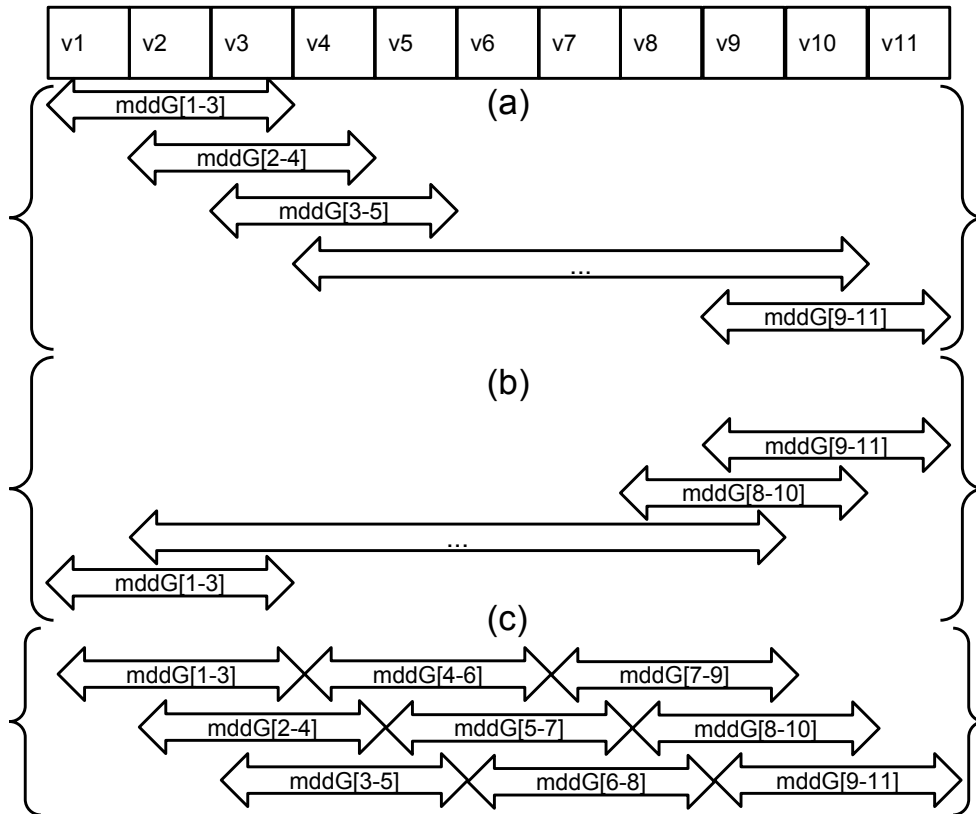 v1 v2 v3 v4 v5 v6 v7 v8 v9 v10 v11
(a)
mddG[1-3]
mddG[2-4]
mddG[3-5]
...
mddG[9-11]
(b)
mddG[9-11]
mddG[8-10]
...
mddG[1-3]
(c)
mddG[1-3] mddG[4-6] mddG[7-9]
mddG[2-4] mddG[5-7] mddG[8-10]
mddG[3-5] mddG[6-8] mddG[9-11]